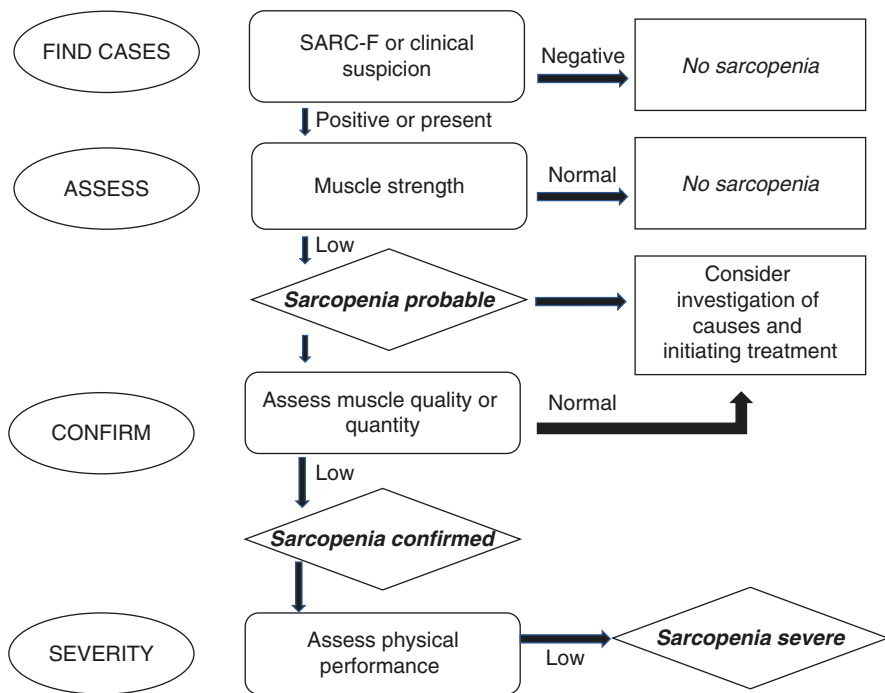 FIND CASES
SARC-F or clinical
suspicion
Negative
No sarcopenia
Positive or present
ASSESS
Muscle strength
Normal
No sarcopenia
Low
Sarcopenia probable
Consider
investigation of
causes and
initiating treatment
CONFIRM
Assess muscle quality or
quantity
Normal
Low
Sarcopenia confirmed
SEVERITY
Assess physical
performance
Low
Sarcopenia severe